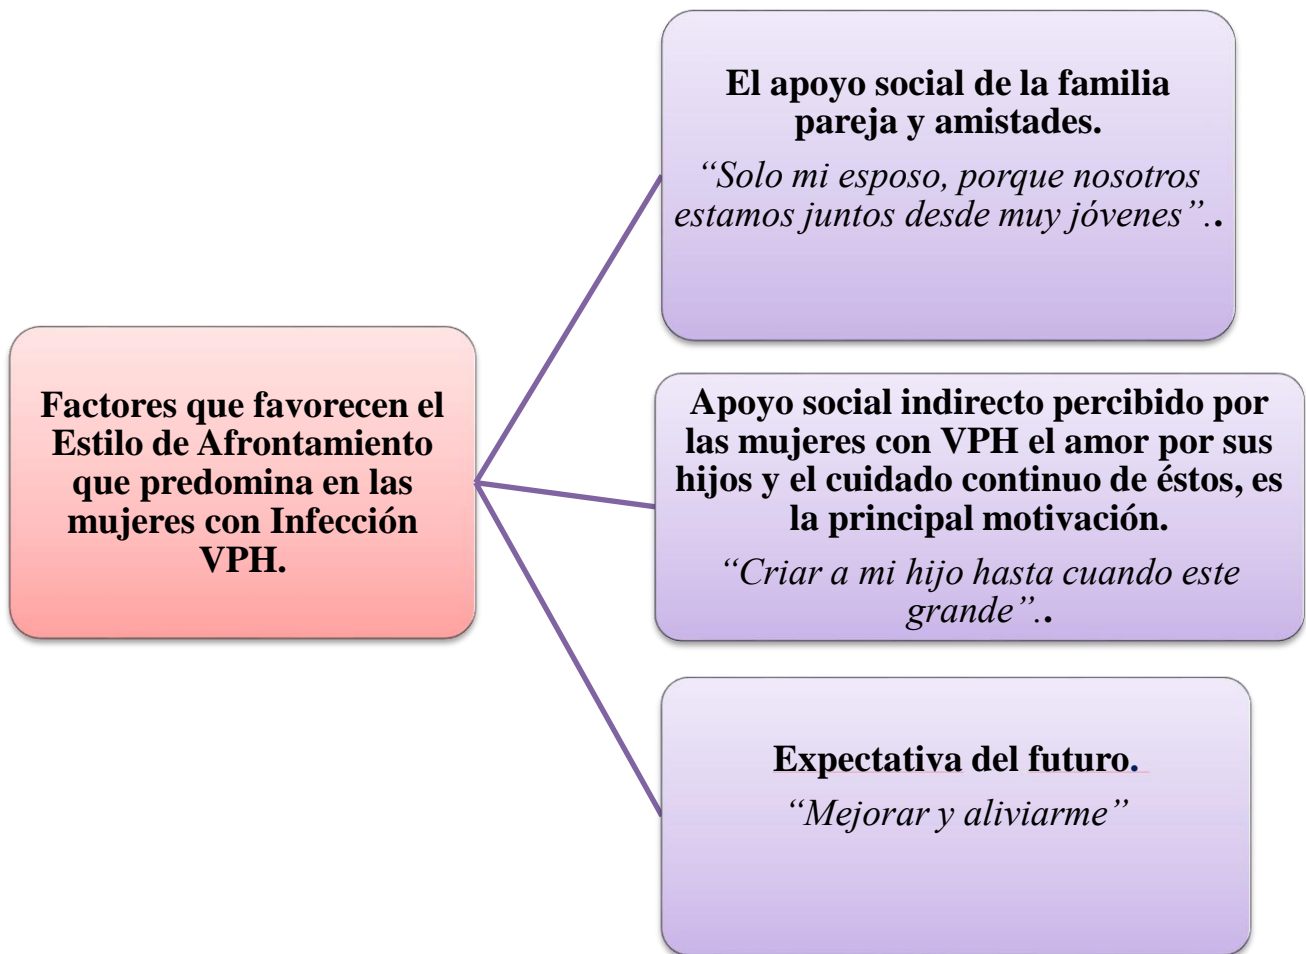 Factores que favorecen el
Estilo de Afrontamiento
que predomina en las
mujeres con Infección
VPH.
El apoyo social de la familia
pareja y amistades.
“Solo mi esposo, porque nosotros
estamos juntos desde muy jóvenes”..
Apoyo social indirecto percibido por
las mujeres con VPH el amor por sus
hijos y el cuidado continuo de éstos, es
la principal motivación.
“Criar a mi hijo hasta cuando este
grande”..
Expectativa del futuro.
“Mejorar y aliviarme”